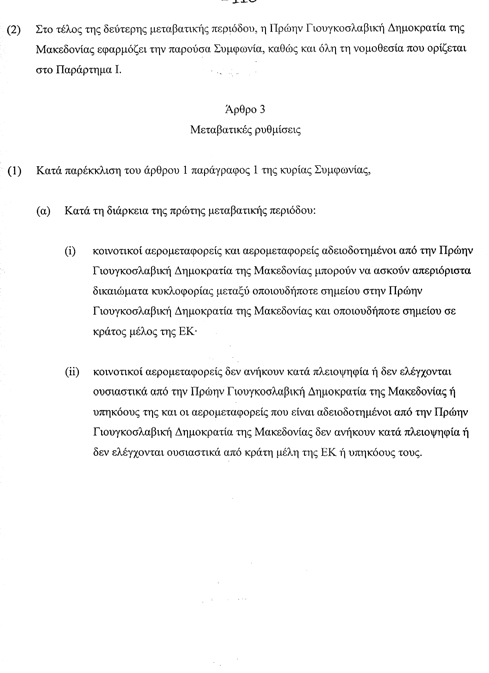 (2) Στο τέλος της δεύτερης μεταβατικής περιόδου, η Πρώην Γιουγκοσλαβική Δημοκρατία της
Μακεδονίας εφαρμόζει την παρούσα Συμφωνία, καθώς και όλη τη νομοθεσία που ορίζεται
στο Παράρτημα I.
Άρθρο 3
Μεταβατικές ρυθμίσεις
(1) Κατά παρέκκλιση του άρθρου 1 παράγραφος 1 της κυρίας Συμφωνίας,
(α) Κατά τη διάρκεια της πρώτης μεταβατικής περιόδου:
(i) κοινοτικοί αερομεταφορείς και αερομεταφορείς αδειοδοτημένοι από την Πρώην
Γιουγκοσλαβική Δημοκρατία της Μακεδονίας μπορούν να ασκούν απεριόριστα
δικαιώματα κυκλοφορίας μεταξύ οποιουδήποτε σημείου στην Πρώην
Γιουγκοσλαβική Δημοκρατία της Μακεδονίας και οποιουδήποτε σημείου σε
κράτος μέλος της ΕΚ·
(ii) κοινοτικοί αερομεταφορείς δεν ανήκουν κατά πλειοψηφία ή δεν ελέγχονται
ουσιαστικά από την Πρώην Γιουγκοσλαβική Δημοκρατία της Μακεδονίας ή
υπηκόους της και οι αερομεταφορείς που είναι αδειοδοτημένοι από την Πρώην
Γιουγκοσλαβική Δημοκρατία της Μακεδονίας δεν ανήκουν κατά πλειοψηφία ή
δεν ελέγχονται ουσιαστικά από κράτη μέλη της ΕΚ ή υπηκόους τους.